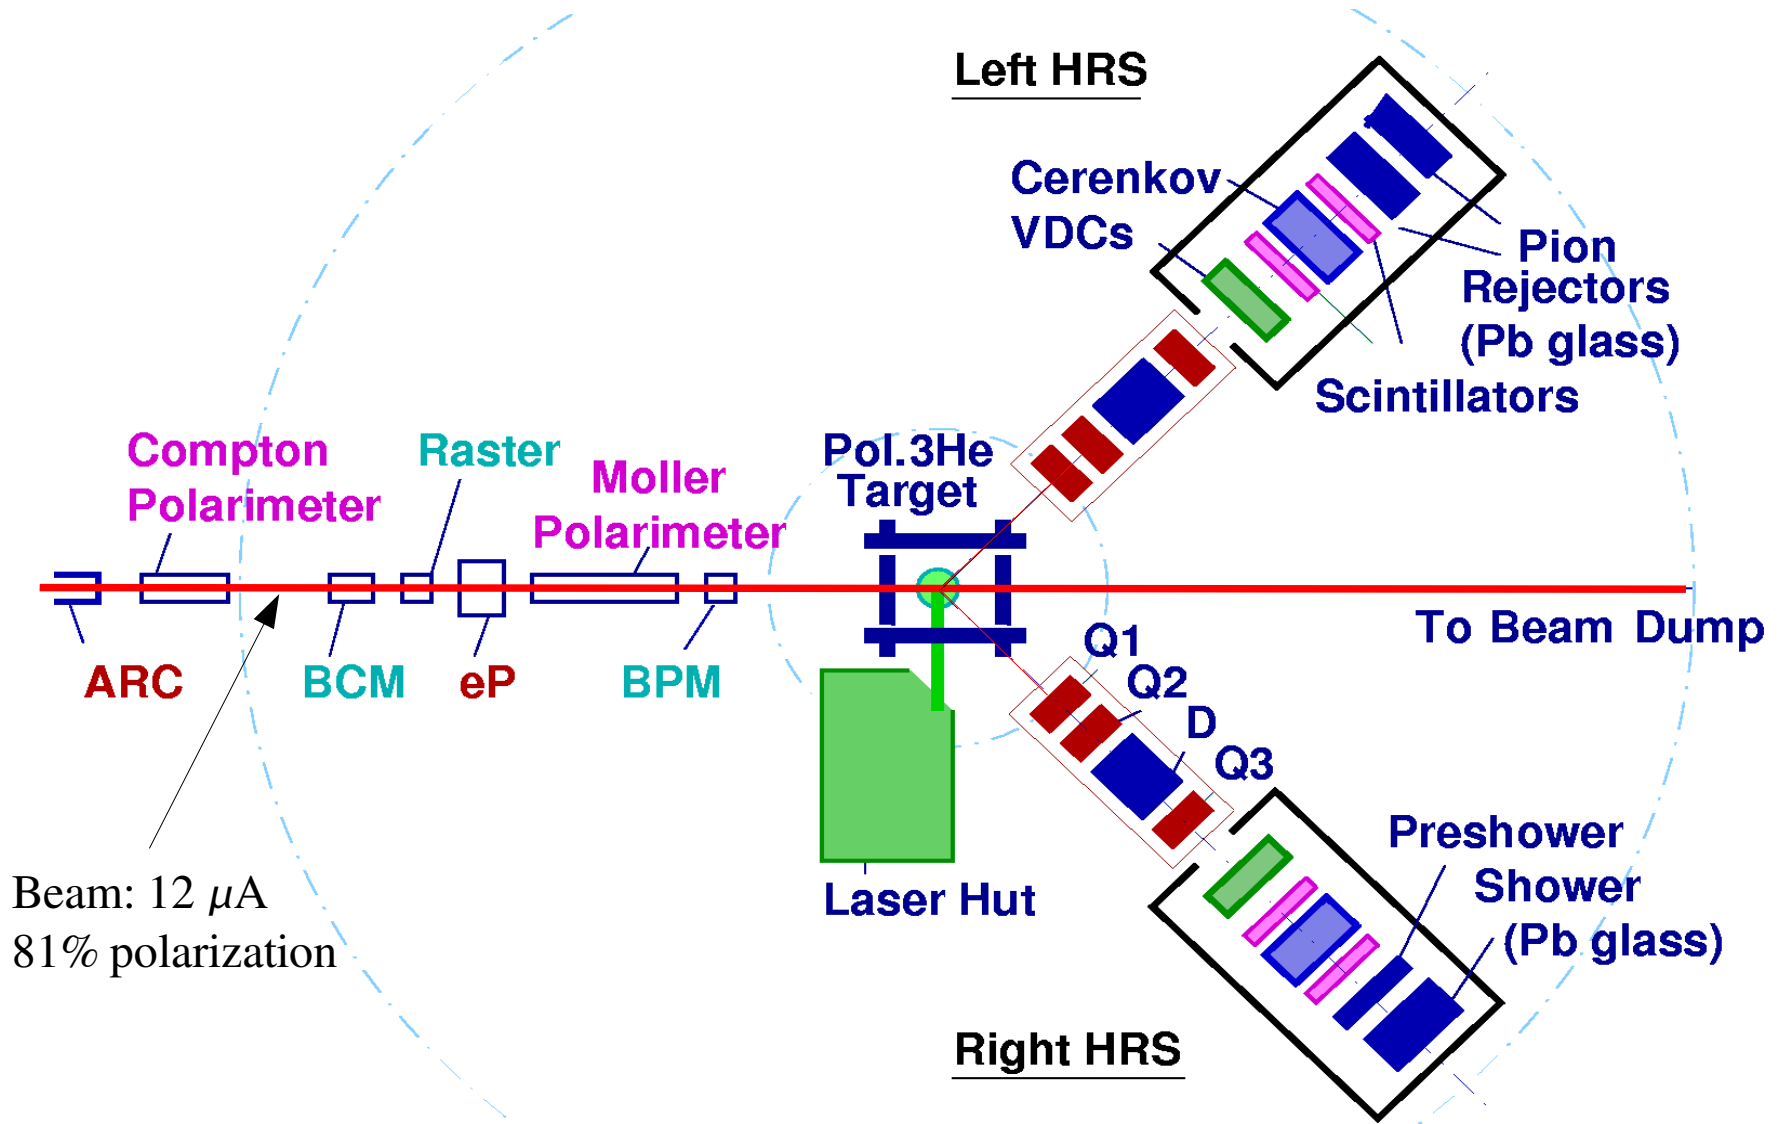 Left HRS
Cerenkov
VDCs
Pion
Rejectors
(Pb glass)
Scintillators
Compton
Polarimeter
Raster
Moller
Polarimeter
Pol.3He
Target
ARC
BCM
eP
BPM
To Beam Dump
Q1
Q2
D
Q3
Laser Hut
Beam: 12 μA
81% polarization
Preshower
Shower
(Pb glass)
Right HRS